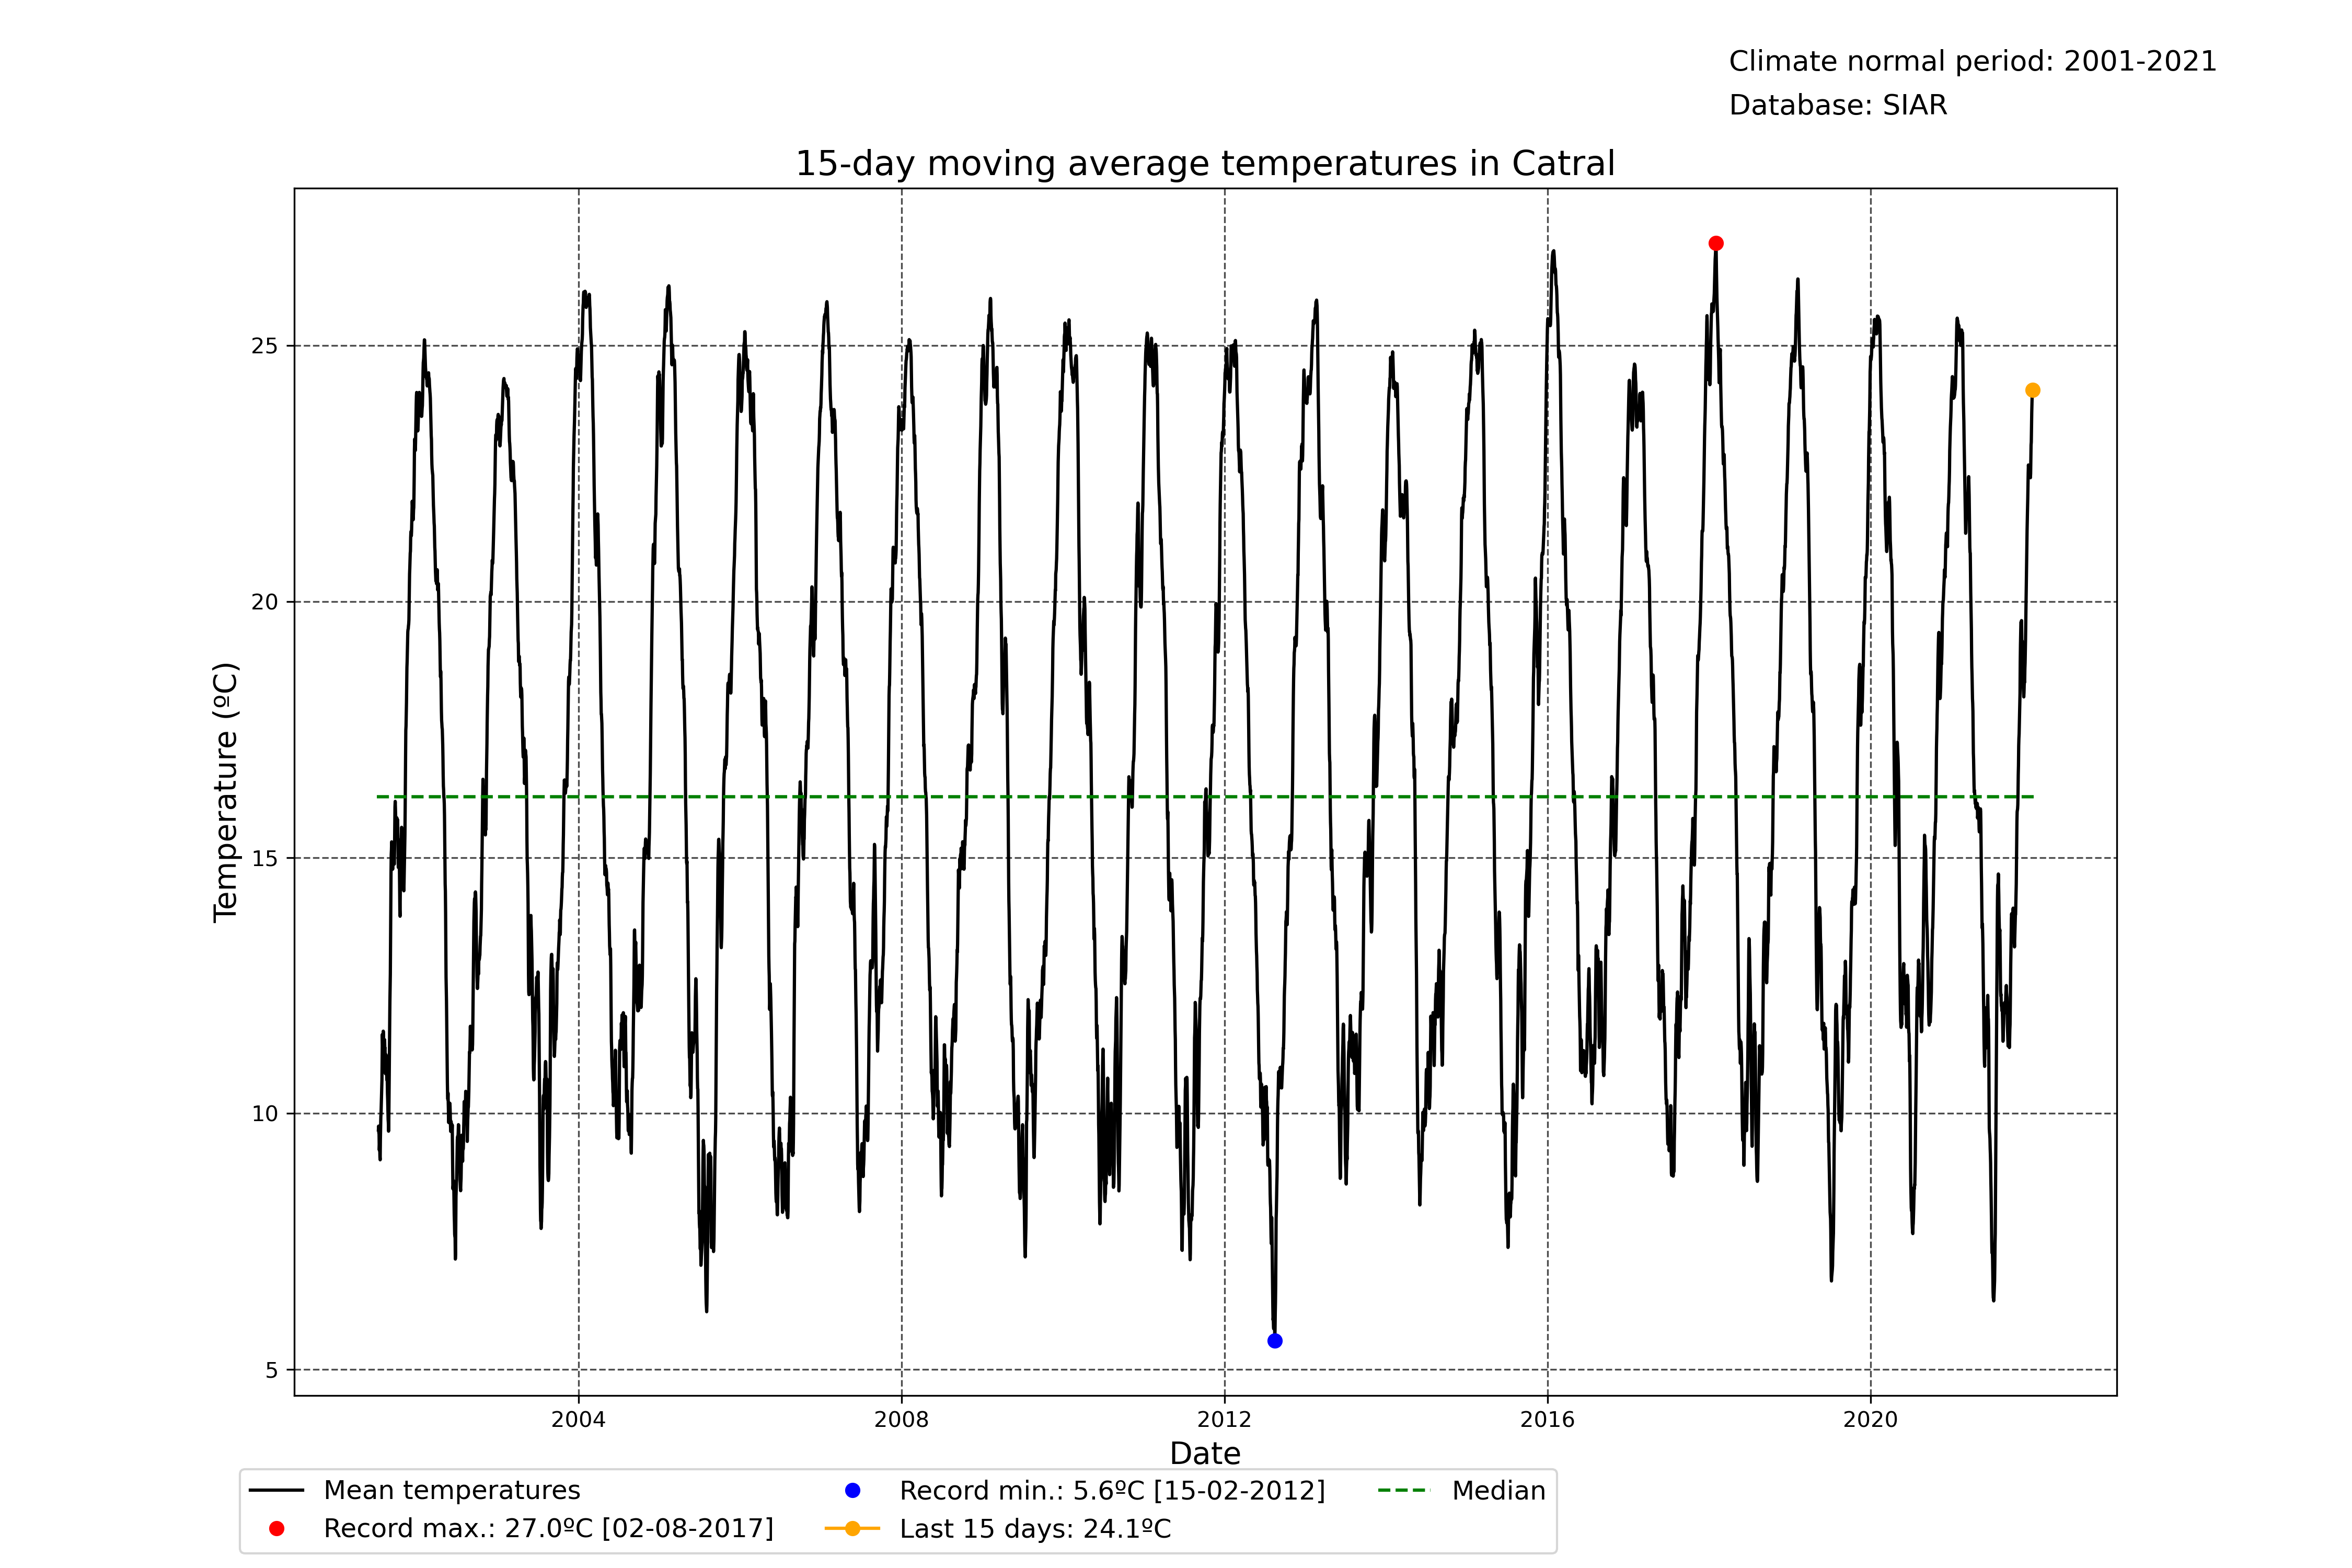 Climate normal period: 2001-2021
Database: SIAR
15-day moving average temperatures in Catral
Temperature (ºC)
25
20
15
10
5
2004 2008 2012 2016 2020
Date
Mean temperatures
Record max.: 27.0ºC [02-08-2017]
Record min.: 5.6ºC [15-02-2012]
Last 15 days: 24.1ºC
Median